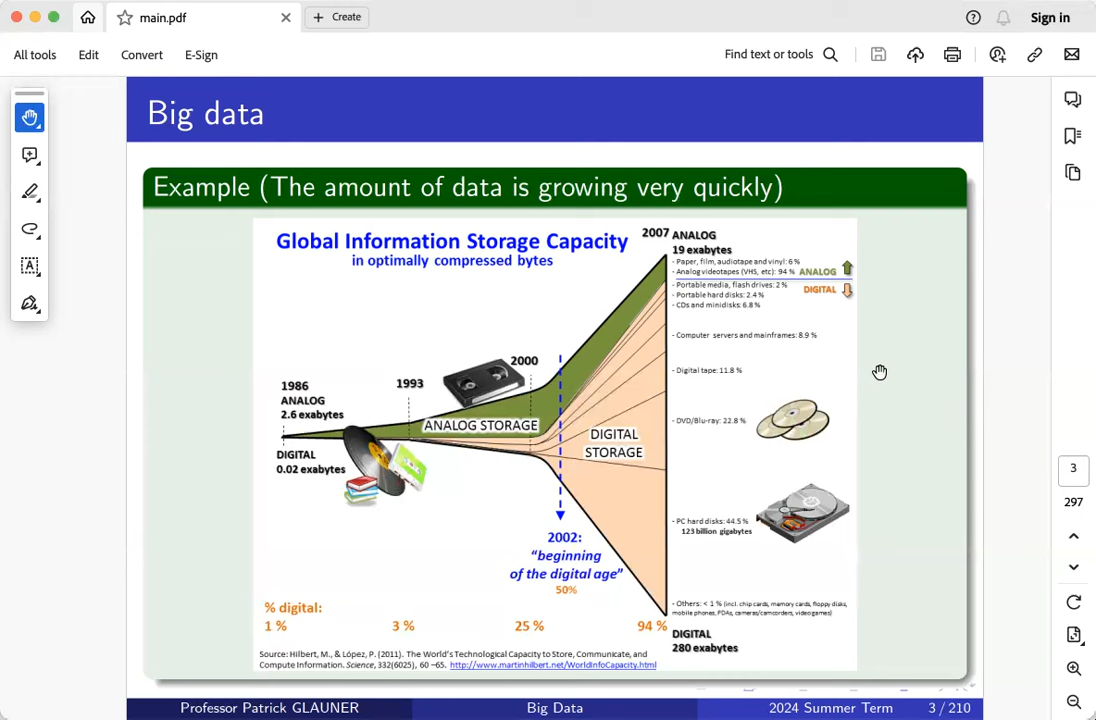 main.pdf
Create
Sign in
All tools
Edit
Convert
E-Sign
Find text or tools
Big data
Example (The amount of data is growing very quickly)
Global Information Storage Capacity
in optimally compressed bytes
2007
ANALOG
19 exabytes
- Paper, film, audiotape and vinyl: 6 %
- Analog videotapes (VHS, etc): 94 %
ANALOG
DIGITAL
- Portable media, flash drives: 2 %
- Portable hard disks: 2.4 %
- CDs and minidisks: 6.8 %
- Computer servers and mainframes: 8.9 %
- Digital tape: 11.8 %
- DVD/Blu-ray: 22.8 %
- PC hard disks: 44.5 %
123 billion gigabytes
- Others: < 1 % (incl. chip cards, memory cards, floppy disks,
mobile phones, PDAs, cameras/camcorders, video games)
DIGITAL
280 exabytes
1986
ANALOG
2.6 exabytes
DIGITAL
0.02 exabytes
1993
2000
ANALOG STORAGE
DIGITAL
STORAGE
2002:
“beginning
of the digital age”
50%
% digital:
1 %
3 %
25 %
94 %
Source: Hilbert, M., & López, P. (2011). The World’s Technological Capacity to Store, Communicate, and
Compute Information. Science, 332(6025), 60 –65. http://www.martinhilbert.net/WorldInfoCapacity.html
Professor Patrick GLAUNER
Big Data
2024 Summer Term
3 / 210
3
297